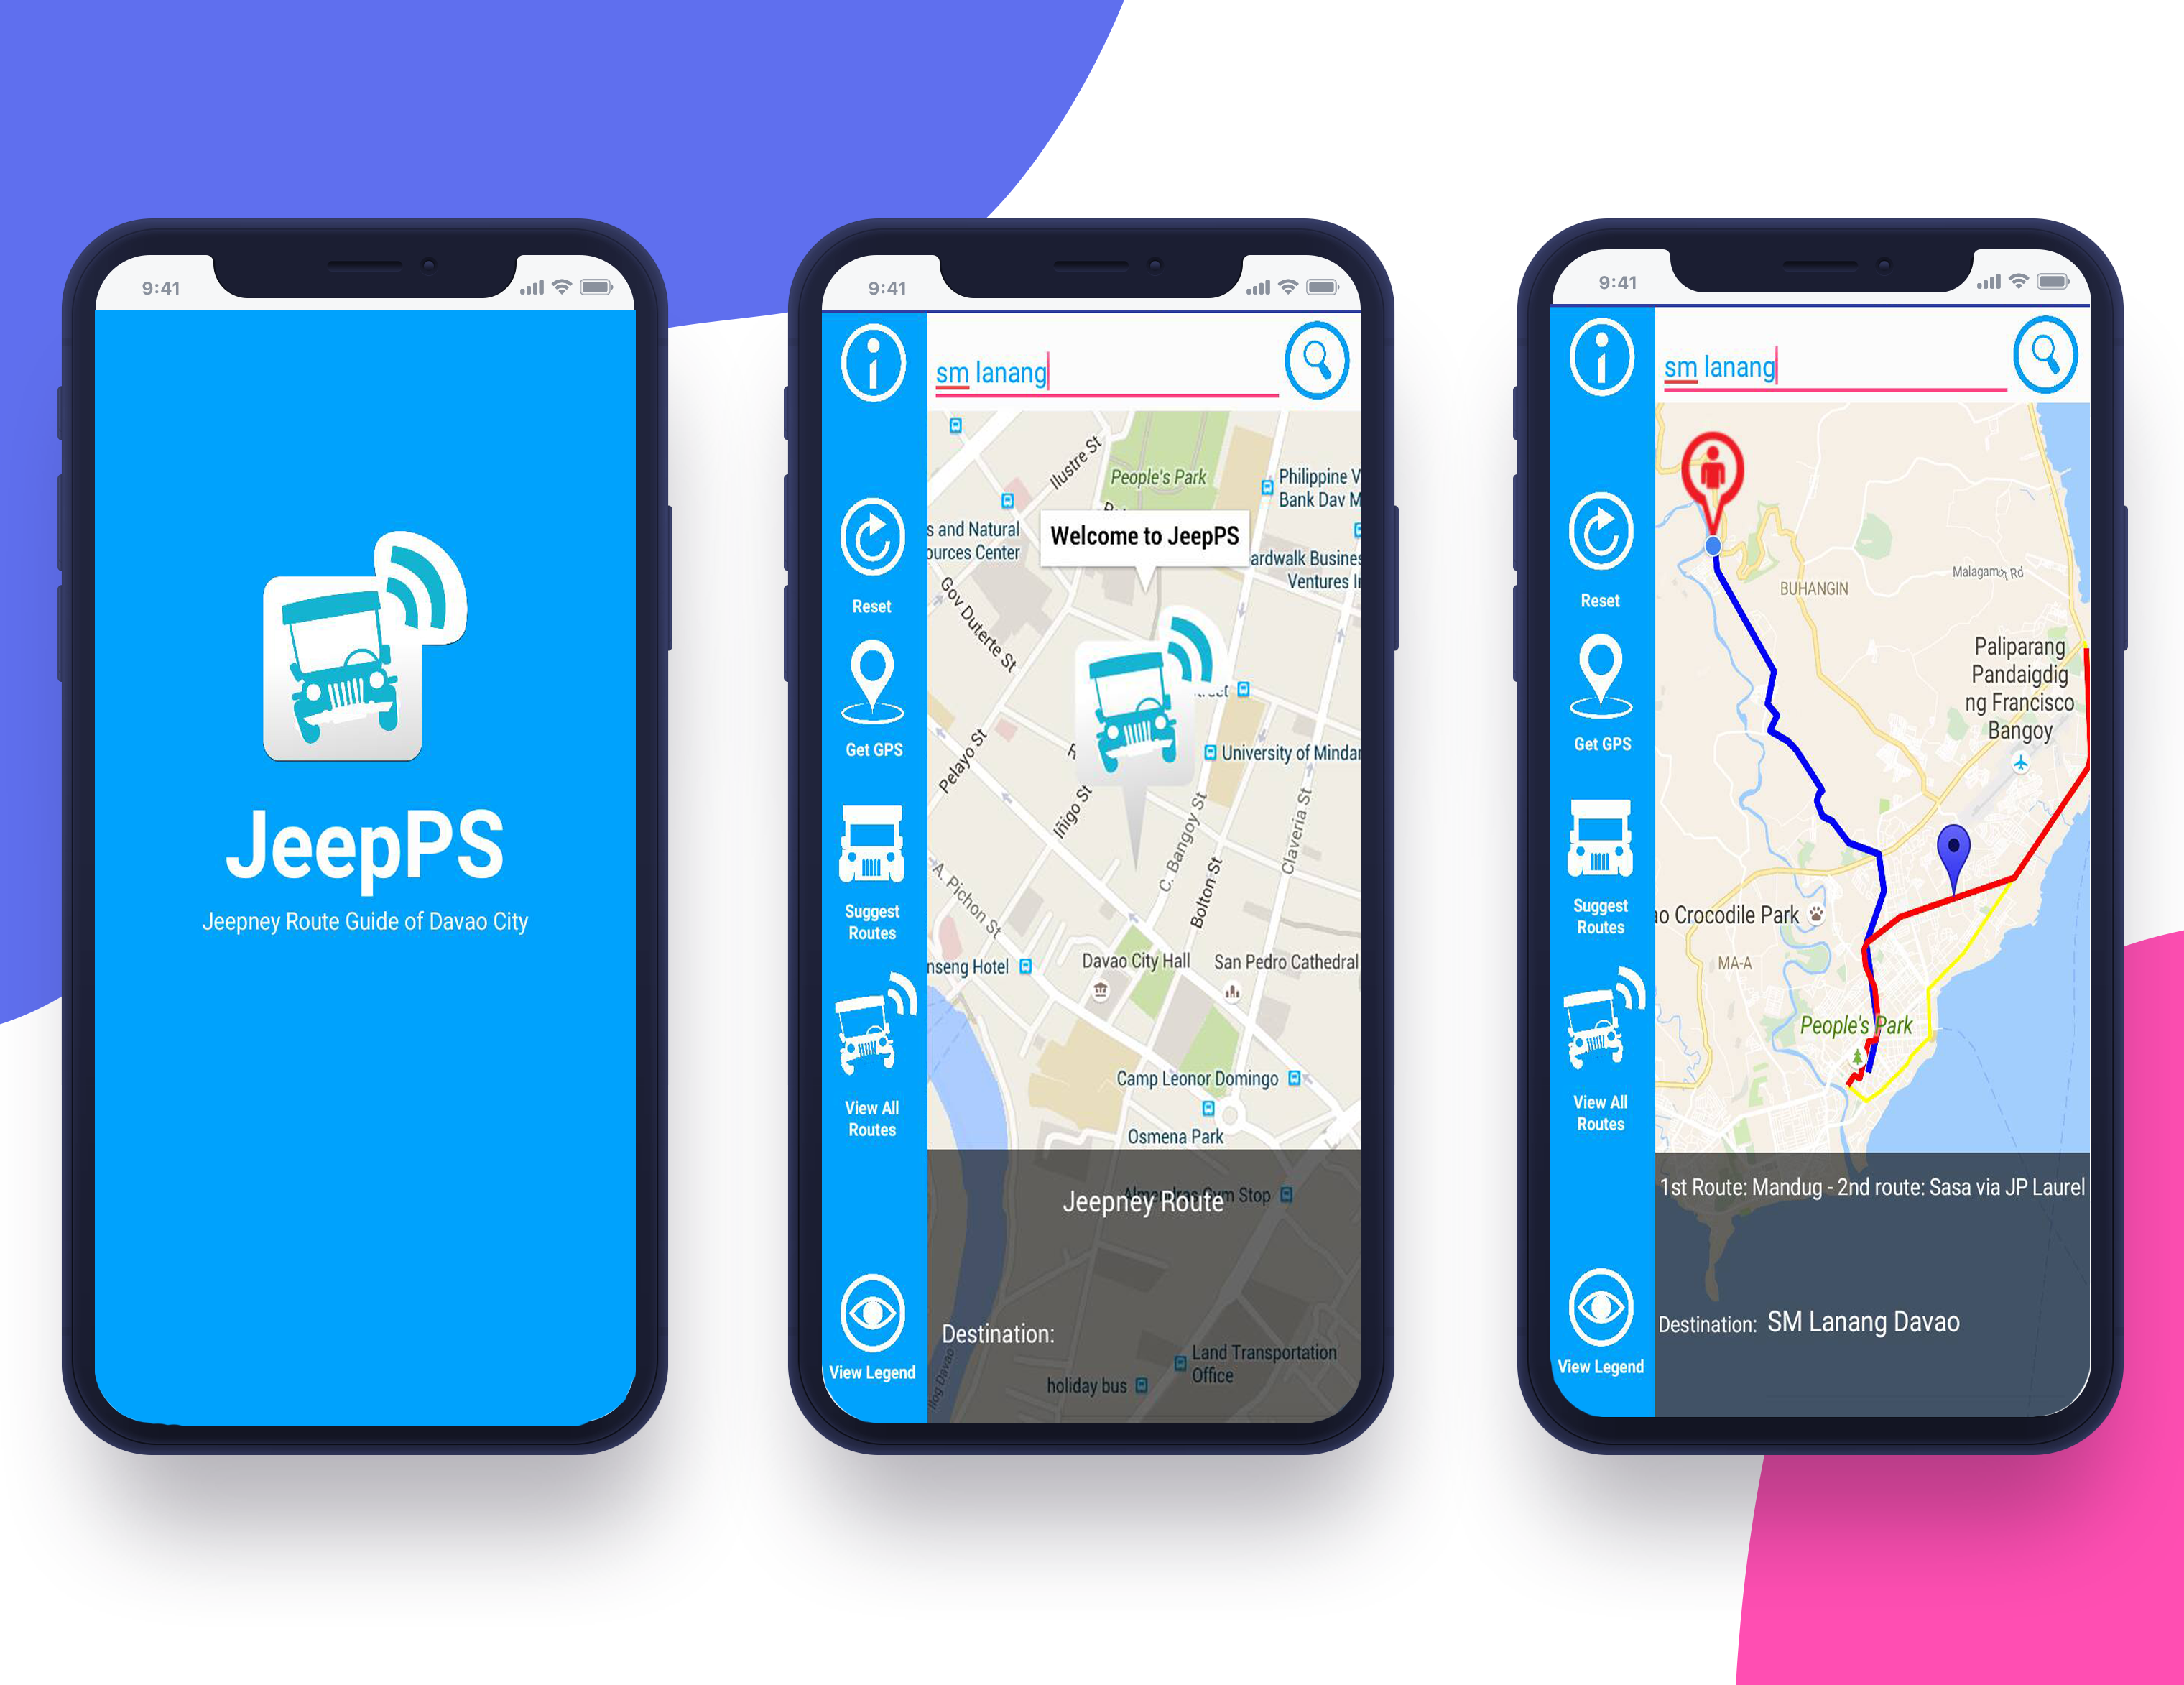 9:41
JeepPS
Jeepney Route Guide of Davao City
9:41
sm lanang
Reset
Get GPS
Suggest
Routes
View All
Routes
View Legend
Ilustre St
People's Park
Philippine V
Bank Dav M
s and Natural
ources Center
Welcome to JeepPS
ardwalk Busines
Ventures I
Gov Duterte St
University of Mindar
Pelayo St
Iñigo St
C. Bangoy St
Claveria St
Bolton St
A. Pichon St
nseng Hotel
Davao City Hall
San Pedro Cathedral
Camp Leonor Domingo
Osmena Park
Almendras Gym Stop
Jeepney Route
Destination:
Land Transportation
Office
holiday bus
Ilog Davao
9:41
sm lanang
Reset
Get GPS
Suggest
Routes
View All
Routes
View Legend
BUHANGIN
Malagamot Rd
Paliparang
Pandaigdig
ng Francisco
Bangoy
ao Crocodile Park
MA-A
People's Park
1st Route: Mandug - 2nd route: Sasa via JP Laurel
Destination: SM Lanang Davao